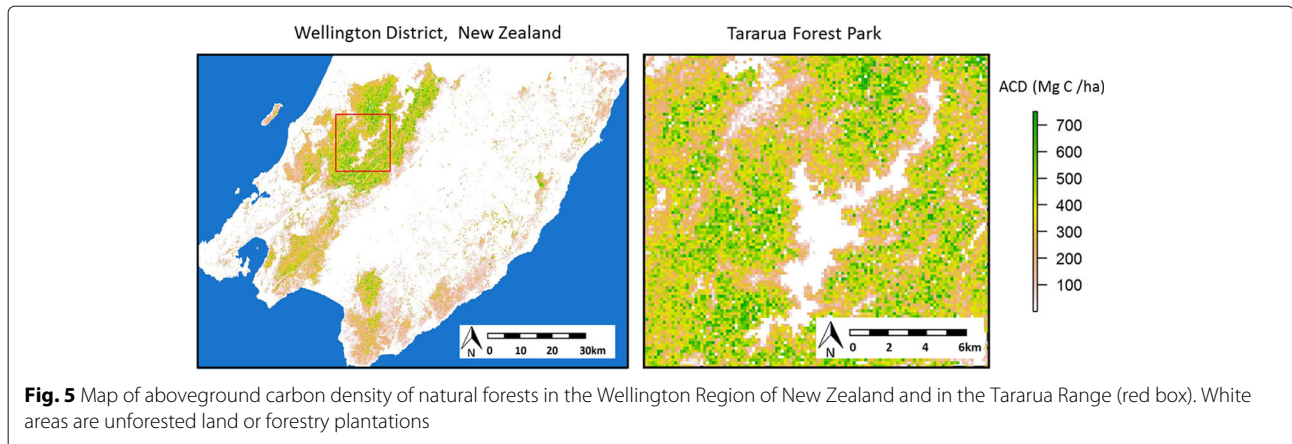 Wellington District, New Zealand
Tararua Forest Park
ACD (Mg C /ha)
700
600
500
400
300
200
100
N
0 10 20 30km
N
0 2 4 6km
Fig. 5 Map of aboveground carbon density of natural forests in the Wellington Region of New Zealand and in the Tararua Range (red box). White
areas are unforested land or forestry plantations